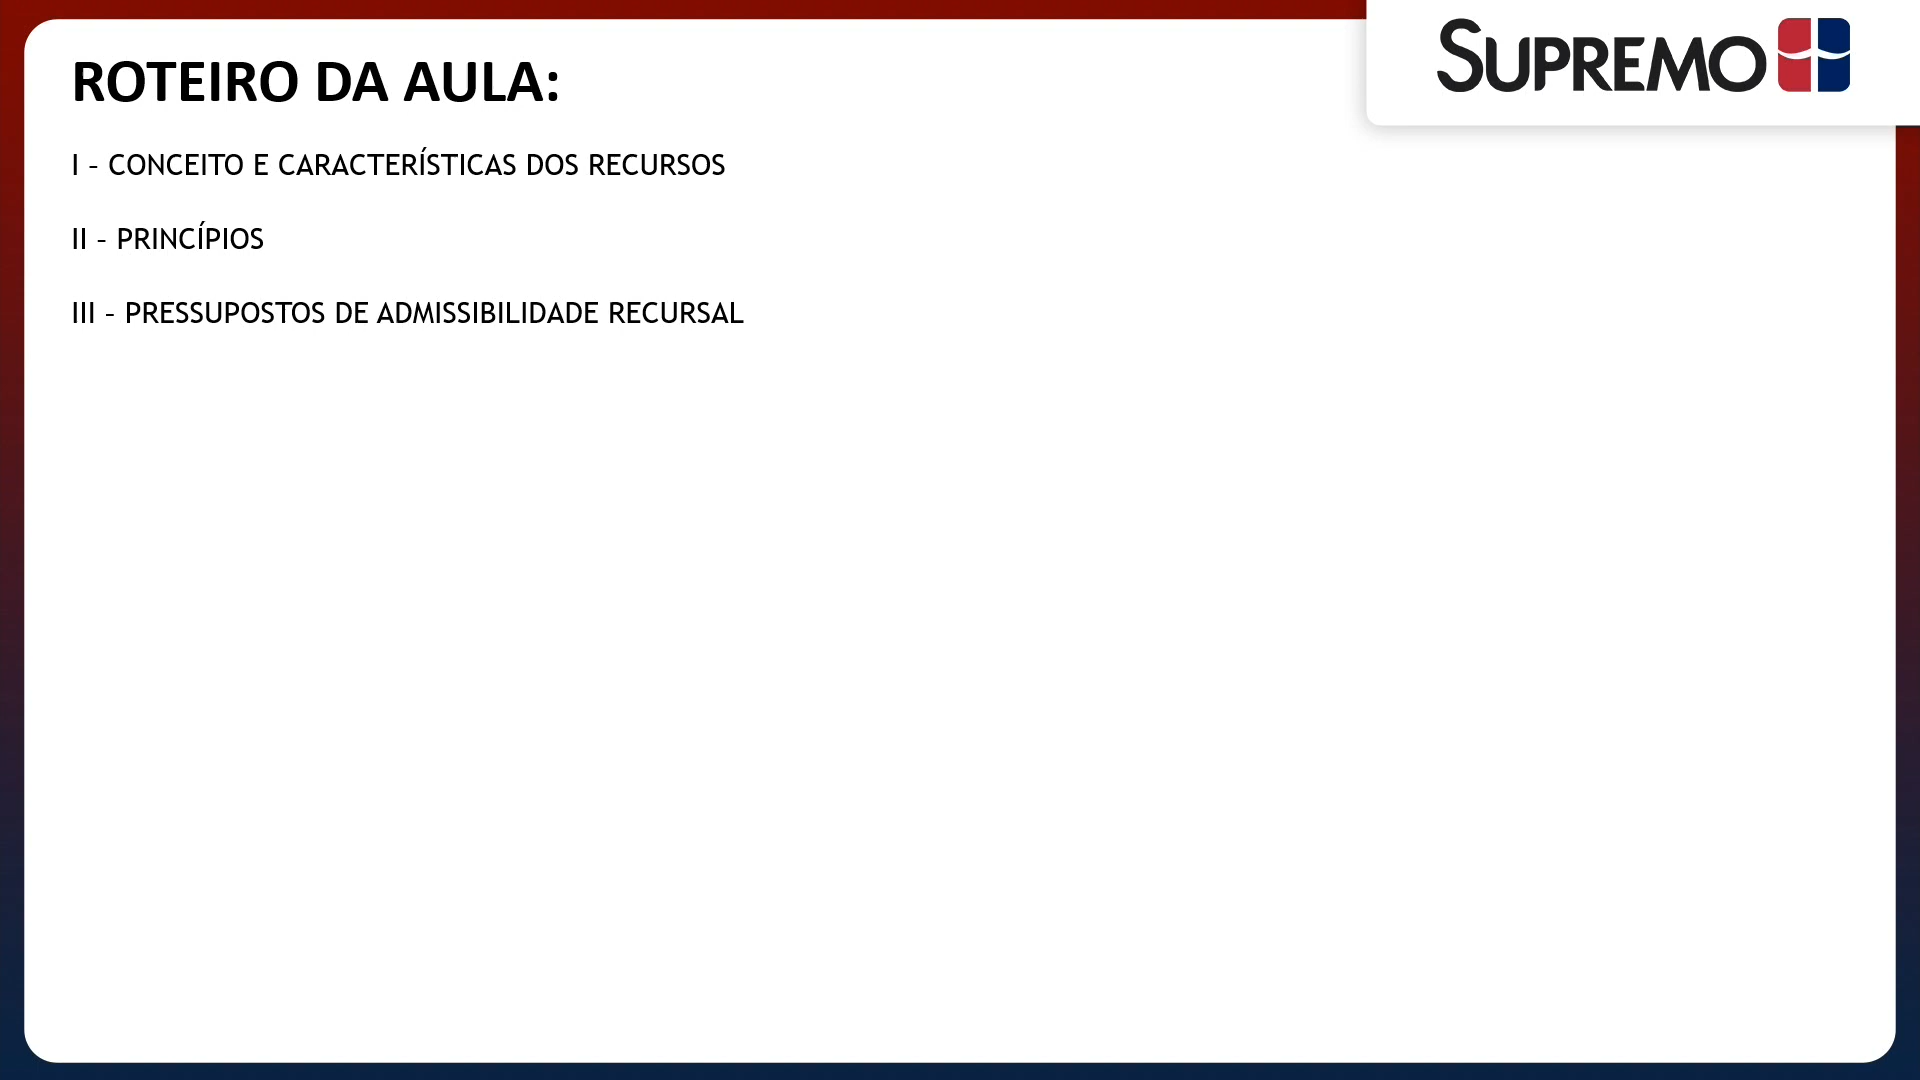 SUPREMO
ROTEIRO DA AULA:
I - CONCEITO E CARACTERÍSTICAS DOS RECURSOS
II - PRINCÍPIOS
III - PRESSUPOSTOS DE ADMISSIBILIDADE RECURSAL